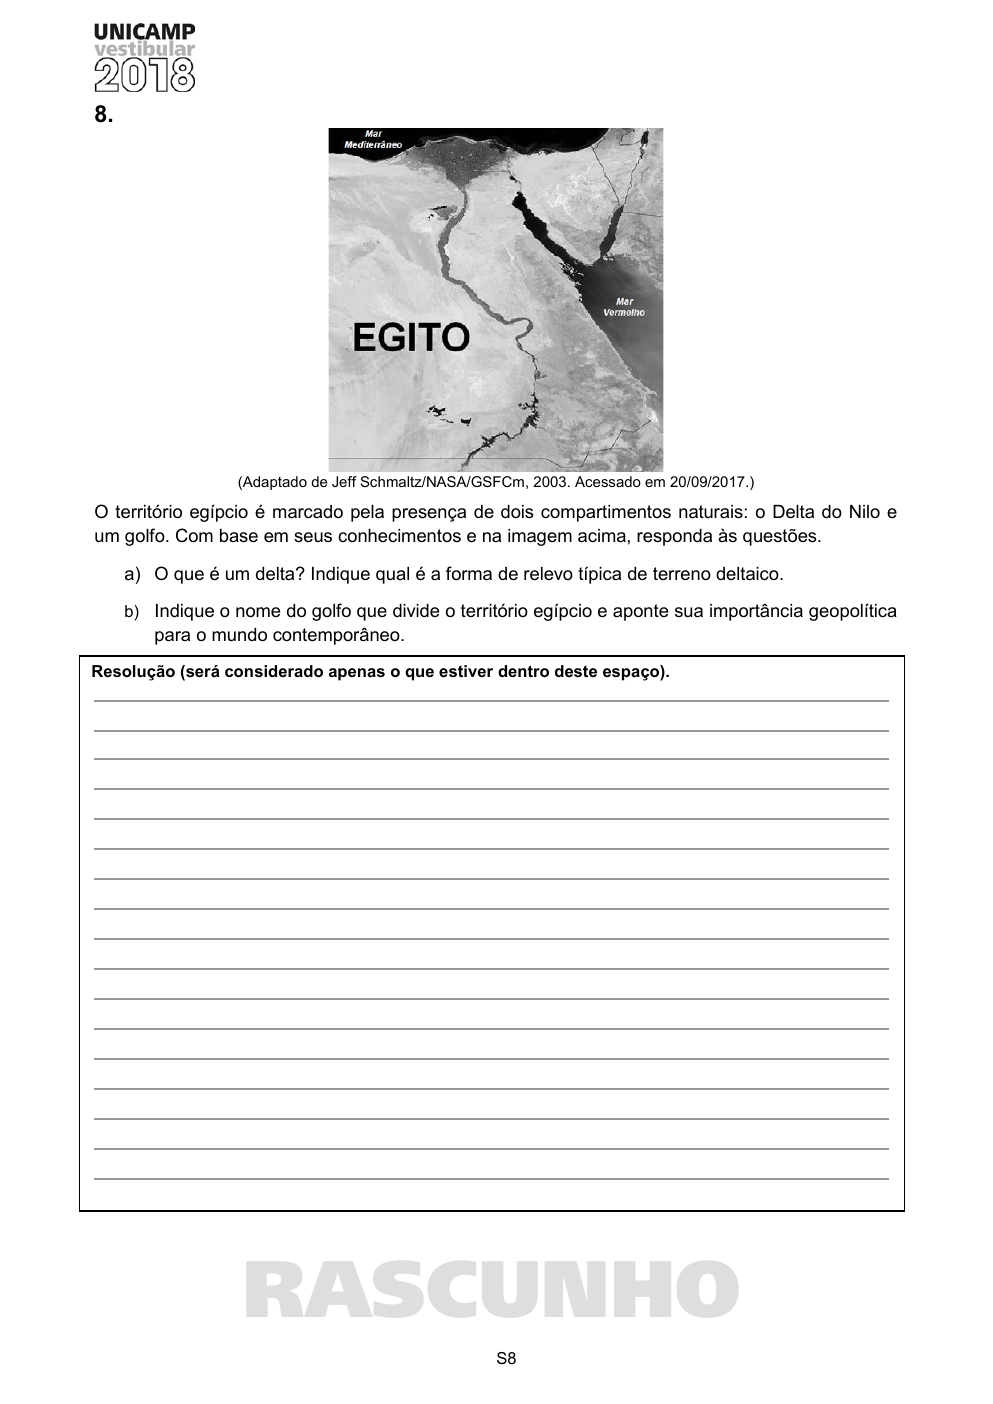 UNICAMP
vestibular
2018
8.
Mar
Mediterrâneo
Mar
Vermelho
EGITO
(Adaptado de Jeff Schmaltz/NASA/GSFCm, 2003. Acessado em 20/09/2017.)
O território egípcio é marcado pela presença de dois compartimentos naturais: o Delta do Nilo e
um golfo. Com base em seus conhecimentos e na imagem acima, responda às questões.
a) O que é um delta? Indique qual é a forma de relevo típica de terreno deltaico.
b) Indique o nome do golfo que divide o território egípcio e aponte sua importância geopolítica
para o mundo contemporâneo.
Resolução (será considerado apenas o que estiver dentro deste espaço).
RASCUNHO
S8